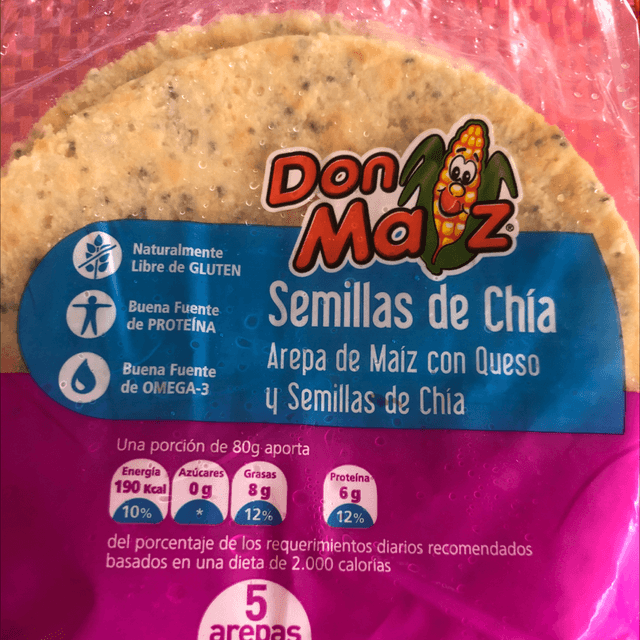 Don
Maíz®
Naturalmente
Libre de GLUTEN
Buena Fuente
de PROTEÍNA
Buena Fuente
de OMEGA-3
Semillas de Chía
Arepa de Maíz con Queso
y Semillas de Chía
Una porción de 80g aporta
Energía
190 Kcal
10%
Azúcares
0 g
*
Grasas
8 g
12%
Proteína
6 g
12%
del porcentaje de los requerimientos diarios recomendados
basados en una dieta de 2.000 calorías
5
arepas